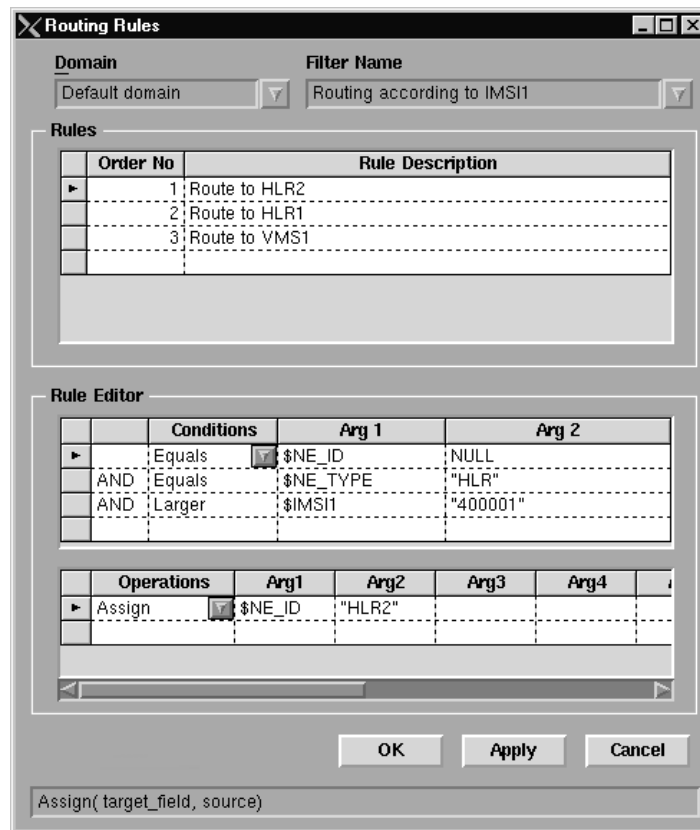 Routing Rules
Domain Filter Name
Default domain Routing according to IMSI1
Rules
Order No Rule Description
1 Route to HLR2
2 Route to HLR1
3 Route to VMS1
Rule Editor
Conditions Arg 1 Arg 2
Equals $NE_ID NULL
AND Equals $NE_TYPE "HLR"
AND Larger $IMSI1 "400001"
Operations Arg1 Arg2 Arg3 Arg4
Assign $NE_ID "HLR2"
OK Apply Cancel
Assign( target_field, source)